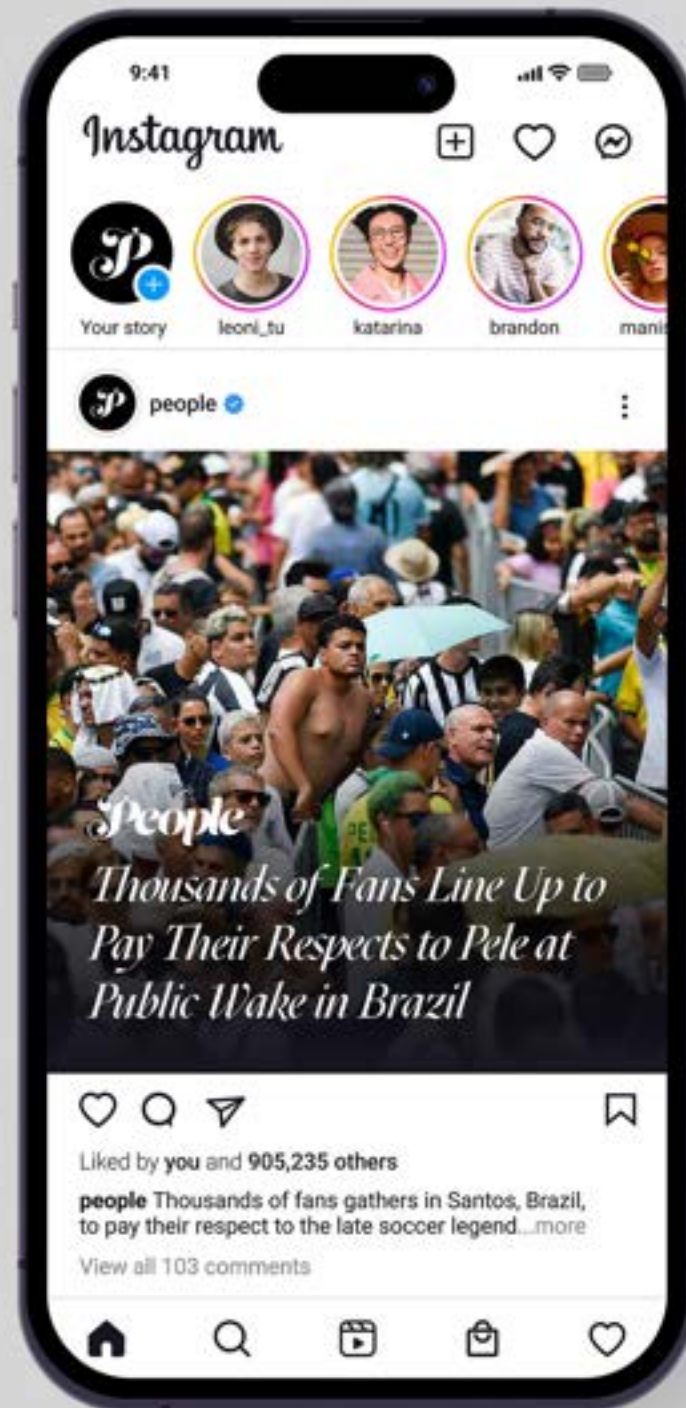 9:41
Instagram
Your story
leoni_tu
katarina
brandon
manis
people
People
Thousands of Fans Line Up to
Pay Their Respects to Pele at
Public Wake in Brazil
Liked by you and 905,235 others
people Thousands of fans gathers in Santos, Brazil,
to pay their respect to the late soccer legend...more
View all 103 comments